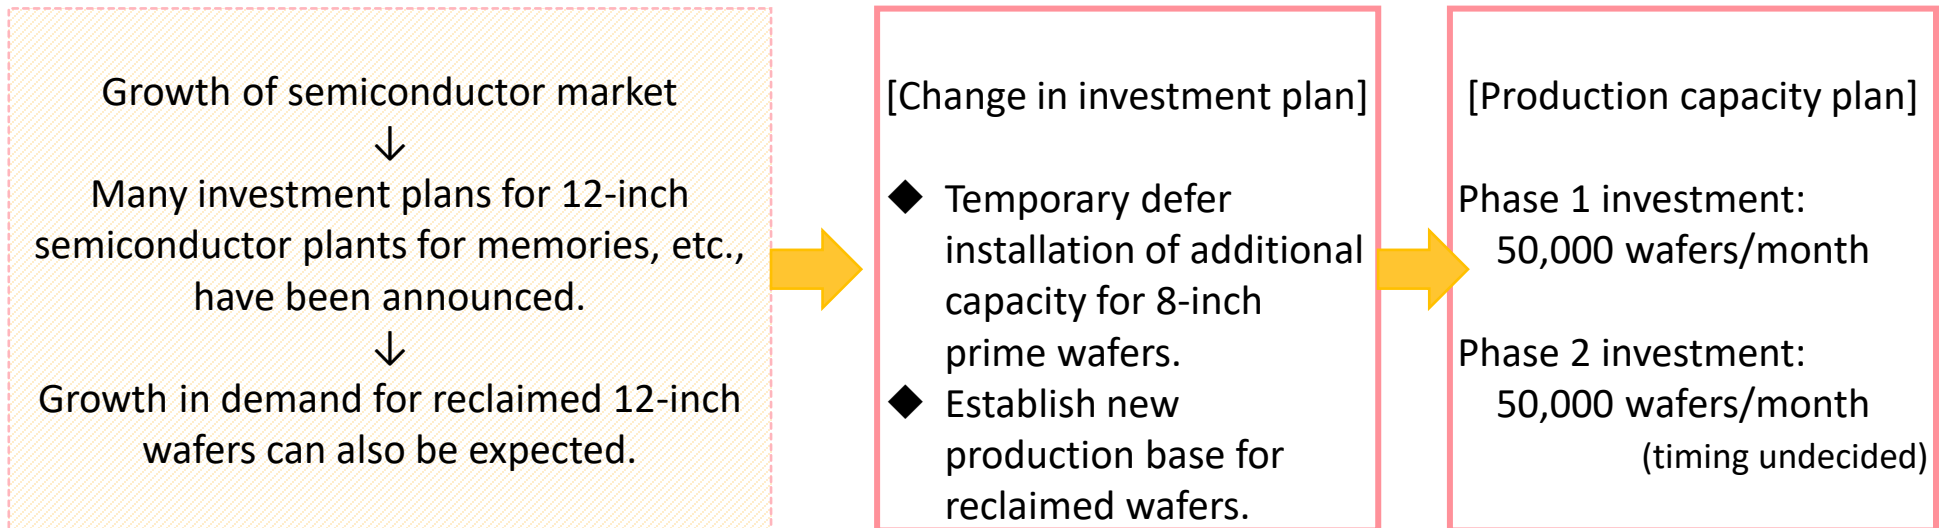 Growth of semiconductor market
↓
Many investment plans for 12-inch
semiconductor plants for memories, etc.,
have been announced.
↓
Growth in demand for reclaimed 12-inch
wafers can also be expected.
[Change in investment plan]
◆ Temporary defer
installation of additional
capacity for 8-inch
prime wafers.
◆ Establish new
production base for
reclaimed wafers.
[Production capacity plan]
Phase 1 investment:
50,000 wafers/month
Phase 2 investment:
50,000 wafers/month
(timing undecided)